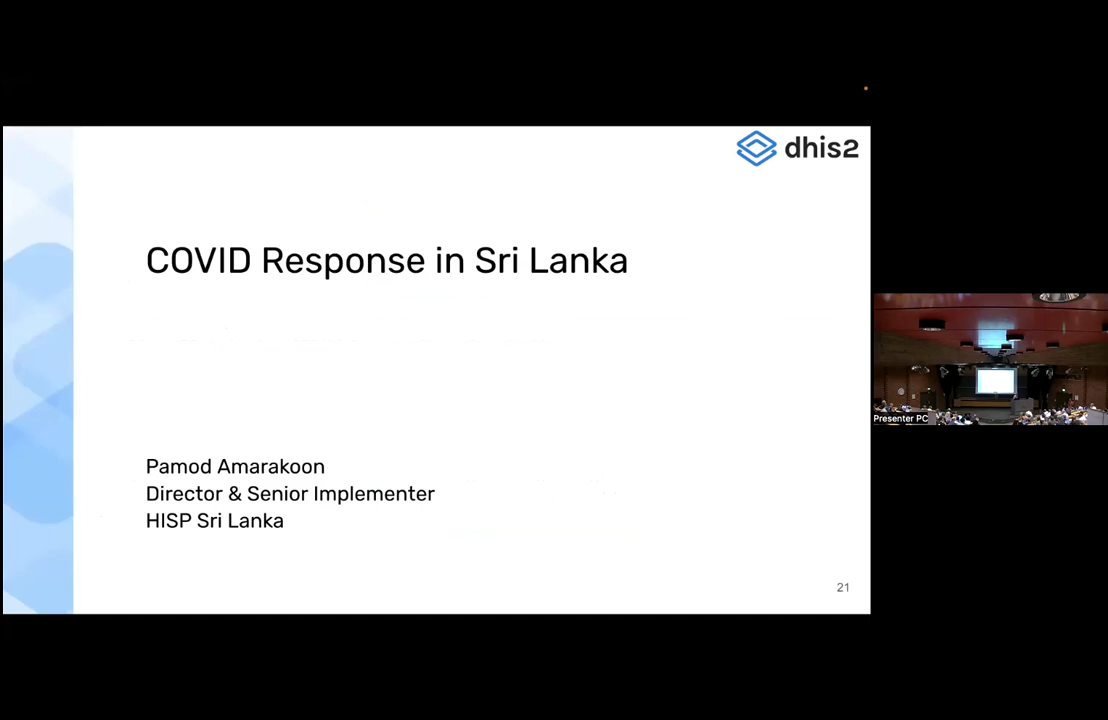 dhis2
COVID Response in Sri Lanka
Pamod Amarakoon
Director & Senior Implementer
HISP Sri Lanka
21
Presenter PC